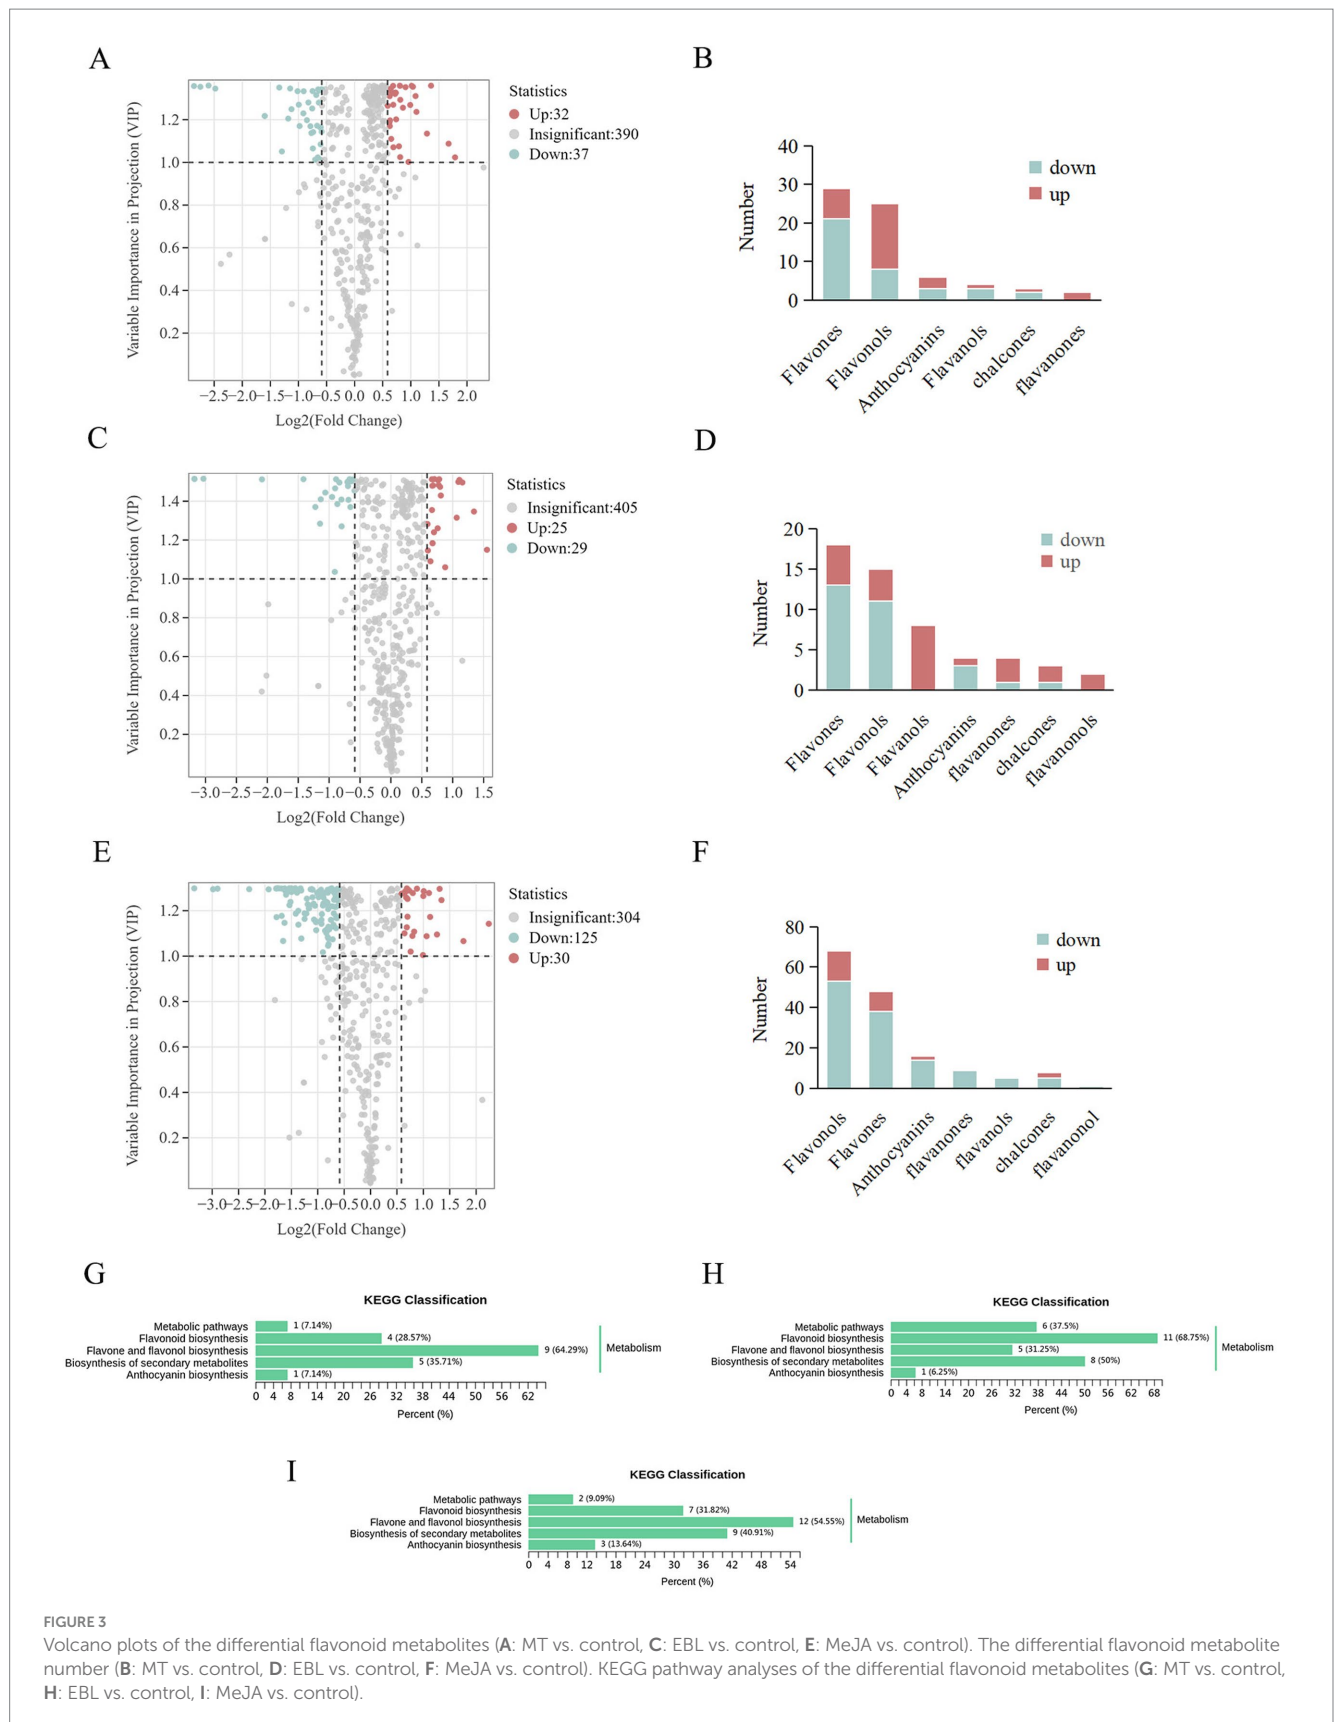 A
Variable Importance in Projection (VIP)
1.2
1.0
0.8
0.6
0.4
0.2
−2.5 −2.0 −1.5 −1.0 −0.5 0.0 0.5 1.0 1.5 2.0
Log2(Fold Change)
Statistics
Up:32
Insignificant:390
Down:37
B
Number
40
30
20
10
0
down
up
Flavones
Flavonols
Anthocyanins
Flavanols
chalcones
flavanones
C
Variable Importance in Projection (VIP)
1.4
1.2
1.0
0.8
0.6
0.4
0.2
−3.0 −2.5 −2.0 −1.5 −1.0 −0.5 0.0 0.5 1.0 1.5
Log2(Fold Change)
Statistics
Insignificant:405
Up:25
Down:29
D
Number
20
15
10
5
0
down
up
Flavones
Flavonols
Flavanols
Anthocyanins
flavanones
chalcones
flavanonols
E
Variable Importance in Projection (VIP)
1.2
1.0
0.8
0.6
0.4
0.2
−3.0 −2.5 −2.0 −1.5 −1.0 −0.5 0.0 0.5 1.0 1.5 2.0
Log2(Fold Change)
Statistics
Insignificant:304
Down:125
Up:30
F
Number
80
60
40
20
0
down
up
Flavonols
Flavones
Anthocyanins
flavanones
flavanols
chalcones
flavanonol
G
KEGG Classification
Metabolic pathways 1 (7.14%)
Flavonoid biosynthesis 4 (28.57%)
Flavone and flavonol biosynthesis 9 (64.29%)
Biosynthesis of secondary metabolites 5 (35.71%)
Anthocyanin biosynthesis 1 (7.14%)
Metabolism
0 4 8 14 20 26 32 38 44 50 56 62
Percent (%)
H
KEGG Classification
Metabolic pathways 6 (37.5%)
Flavonoid biosynthesis 11 (68.75%)
Flavone and flavonol biosynthesis 5 (31.25%)
Biosynthesis of secondary metabolites 8 (50%)
Anthocyanin biosynthesis 1 (6.25%)
Metabolism
0 4 8 14 20 26 32 38 44 50 56 62 68
Percent (%)
I
KEGG Classification
Metabolic pathways 2 (9.09%)
Flavonoid biosynthesis 7 (31.82%)
Flavone and flavonol biosynthesis 12 (54.55%)
Biosynthesis of secondary metabolites 9 (40.91%)
Anthocyanin biosynthesis 3 (13.64%)
Metabolism
0 4 8 12 18 24 30 36 42 48 54
Percent (%)
FIGURE 3
Volcano plots of the differential flavonoid metabolites (A: MT vs. control, C: EBL vs. control, E: MeJA vs. control). The differential flavonoid metabolite
number (B: MT vs. control, D: EBL vs. control, F: MeJA vs. control). KEGG pathway analyses of the differential flavonoid metabolites (G: MT vs. control,
H: EBL vs. control, I: MeJA vs. control).